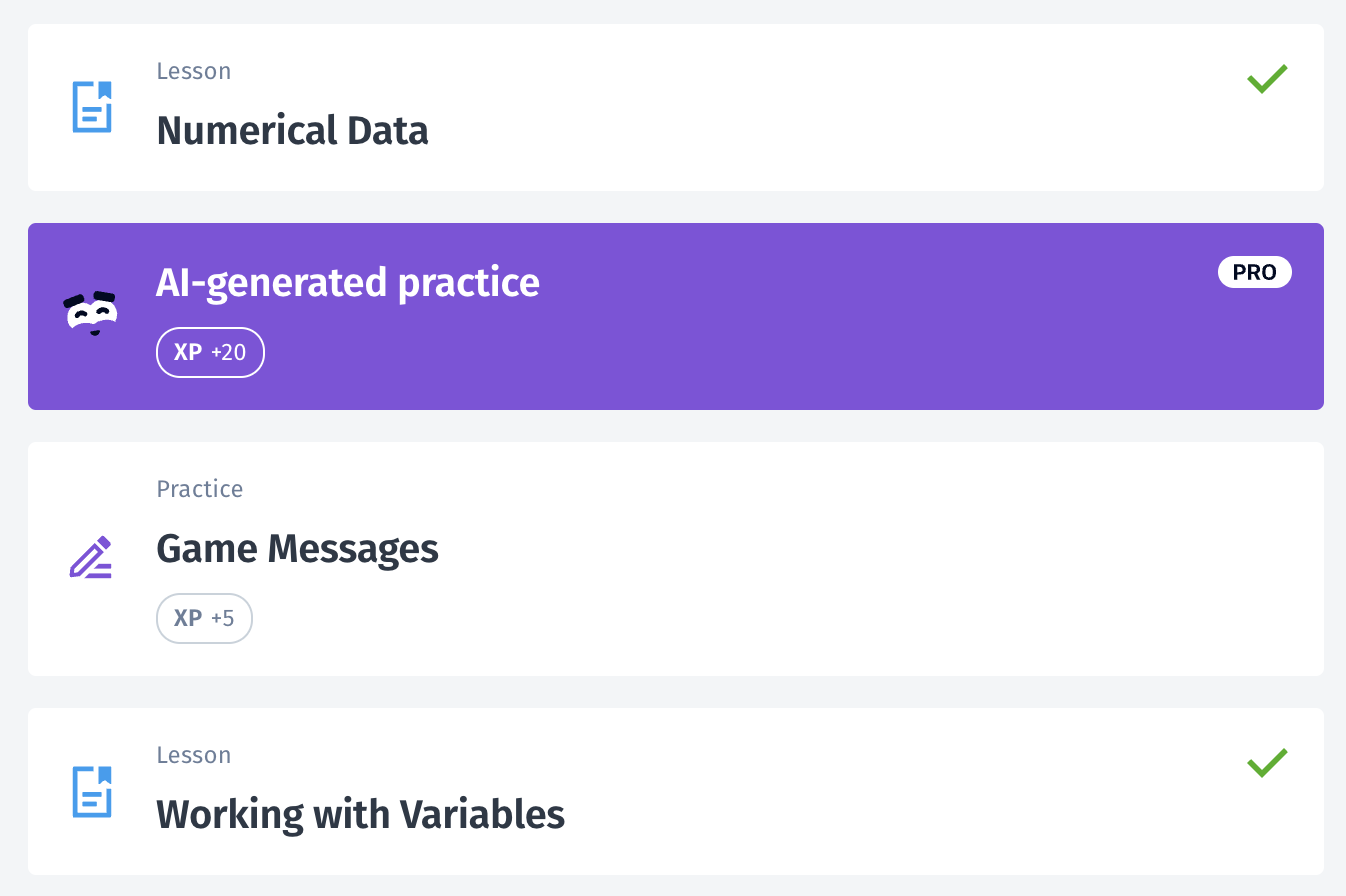 Lesson
Numerical Data
AI-generated practice
PRO
XP +20
Practice
Game Messages
XP +5
Lesson
Working with Variables